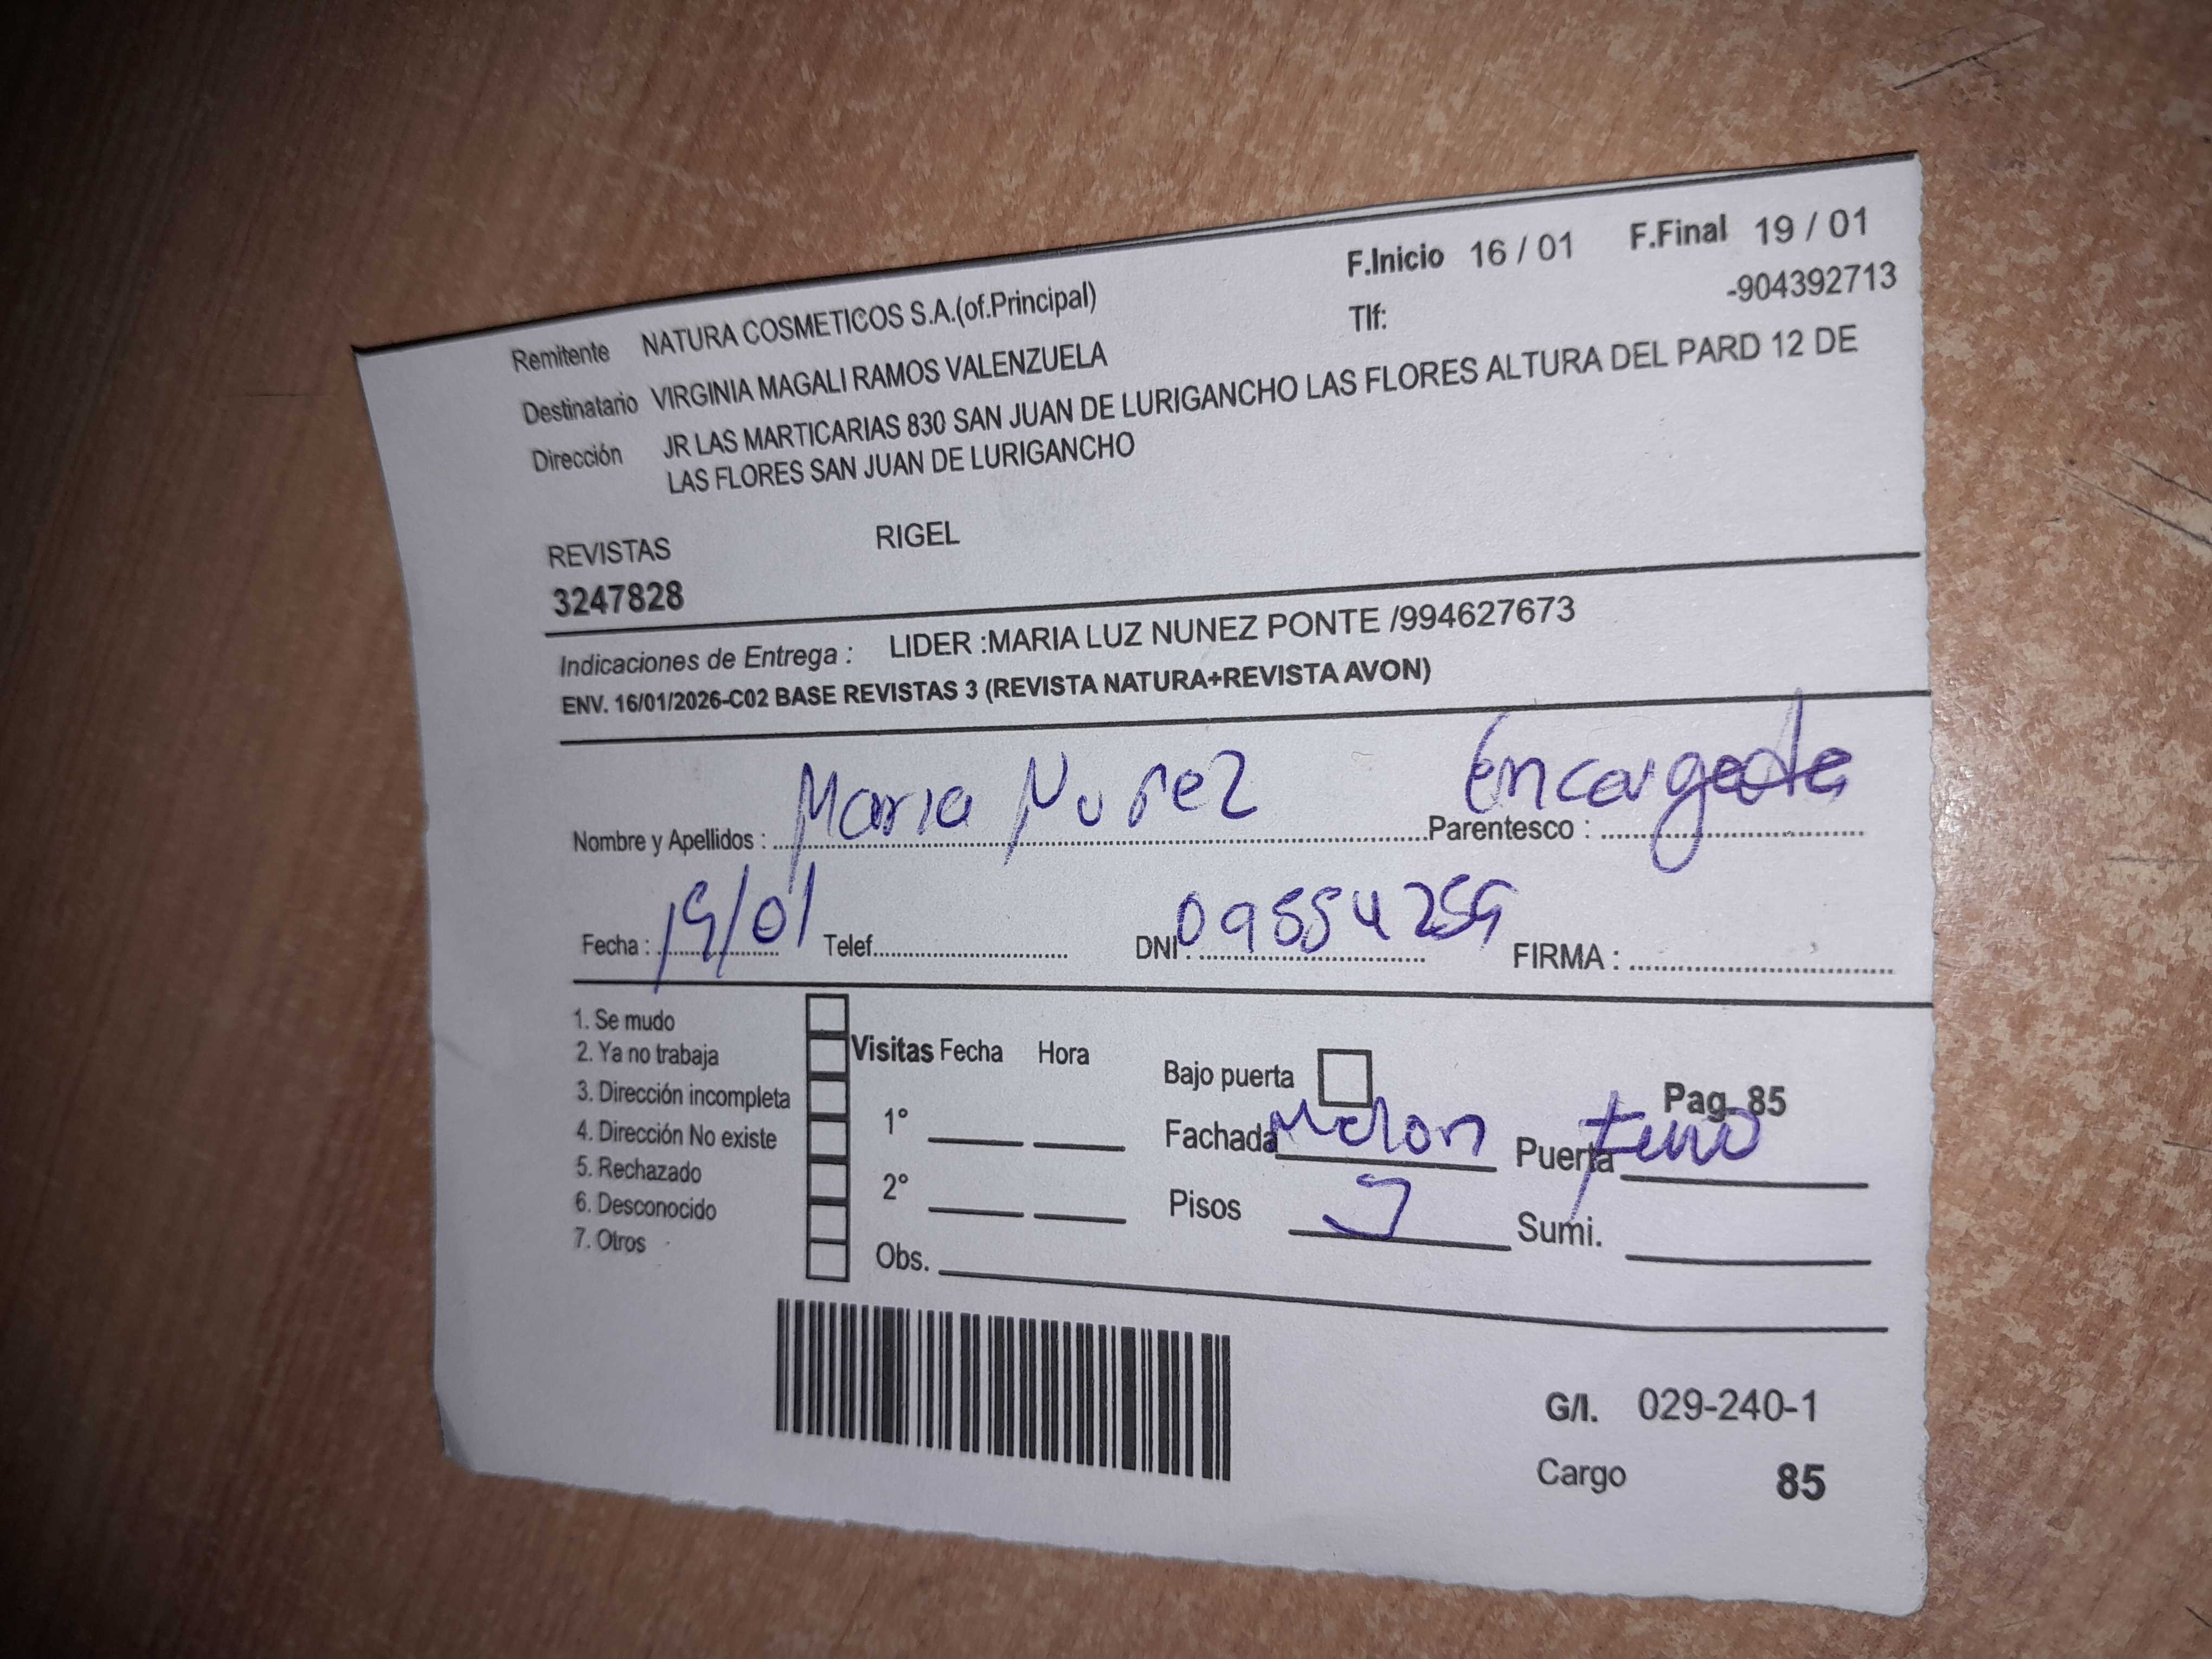 F.Inicio 16 / 01 F.Final 19 / 01
Remitente NATURA COSMETICOS S.A.(of.Principal) Tlf: -904392713
Destinatario VIRGINIA MAGALI RAMOS VALENZUELA
Dirección JR LAS MARTICARIAS 830 SAN JUAN DE LURIGANCHO LAS FLORES ALTURA DEL PARD 12 DE
LAS FLORES SAN JUAN DE LURIGANCHO
REVISTAS RIGEL
3247828
Indicaciones de Entrega : LIDER :MARIA LUZ NUNEZ PONTE /994627673
ENV. 16/01/2026-C02 BASE REVISTAS 3 (REVISTA NATURA+REVISTA AVON)
Nombre y Apellidos : Maria Nuñez Parentesco : Encargada
Fecha : 19/01 Telef. DNI : FIRMA :
1. Se mudo
2. Ya no trabaja Visitas Fecha Hora Bajo puerta
3. Dirección incompleta Pag. 85
4. Dirección No existe 1° Fachada Melon Puerta
5. Rechazado
6. Desconocido 2° Pisos Sumi.
7. Otros Obs.
G/I. 029-240-1
Cargo 85